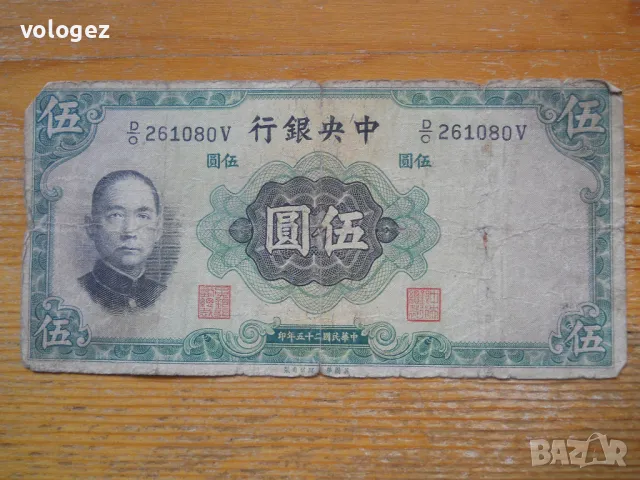 vologez
伍 伍
D/O 261080V 中央銀行 D/O 261080V
伍圓 伍圓
伍圓
伍 伍
中華民國二十五年印
BAZAR